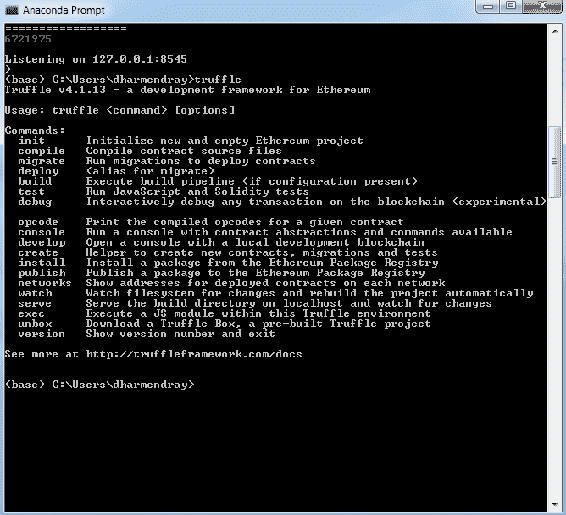 Anaconda Prompt
==================
6721975
Listening on 127.0.0.1:8545
>
(base) C:\Users\dharmendray>truffle
Truffle v4.1.13 - a development framework for Ethereum
Usage: truffle <command> [options]
Commands:
init Initialize new and empty Ethereum project
compile Compile contract source files
migrate Run migrations to deploy contracts
deploy (alias for migrate)
build Execute build pipeline (if configuration present)
test Run JavaScript and Solidity tests
debug Interactively debug any transaction on the blockchain (experimental)
opcode Print the compiled opcodes for a given contract
console Run a console with contract abstractions and commands available
develop Open a console with a local development blockchain
create Helper to create new contracts, migrations and tests
install Install a package from the Ethereum Package Registry
publish Publish a package to the Ethereum Package Registry
networks Show addresses for deployed contracts on each network
watch Watch filesystem for changes and rebuild the project automatically
serve Serve the build directory on localhost and watch for changes
exec Execute a JS module within this Truffle environment
unbox Download a Truffle Box, a pre-built Truffle project
version Show version number and exit
See more at http://truffleframework.com/docs
(base) C:\Users\dharmendray>